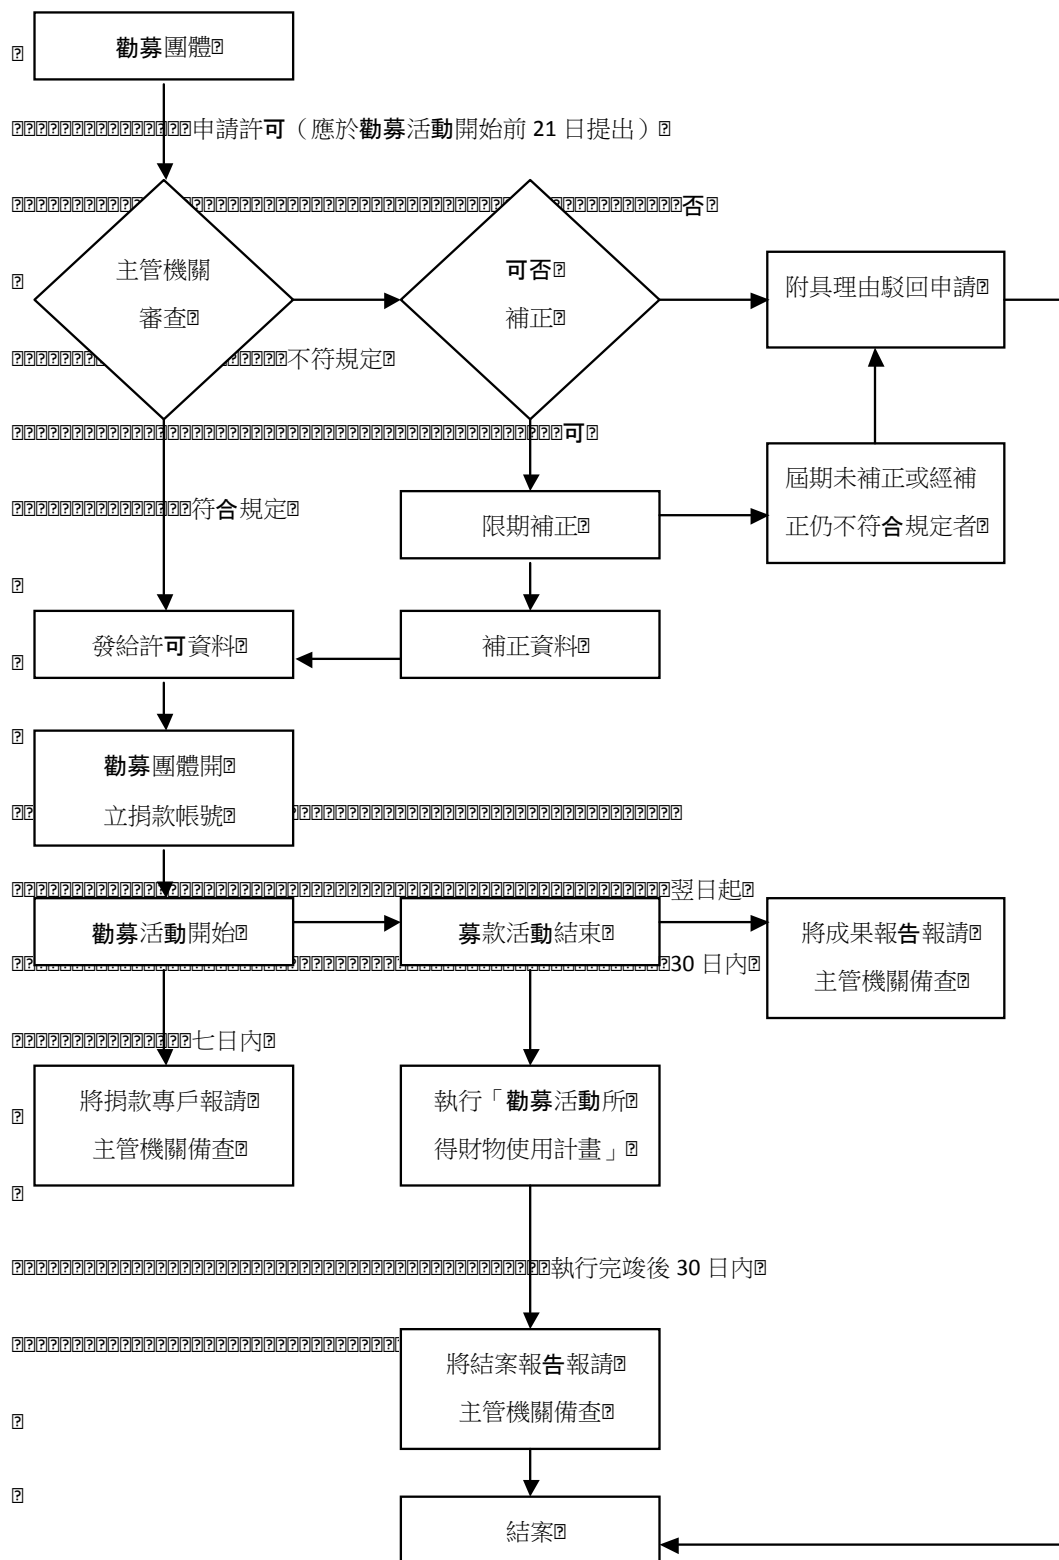 勸募團體
申請許可（應於勸募活動開始前 21 日提出）
否
主管機關
審查
可否
補正
附具理由駁回申請
不符規定
可
符合規定
限期補正
屆期未補正或經補
正仍不符合規定者
發給許可資料
補正資料
勸募團體開
立捐款帳號
翌日起
勸募活動開始
募款活動結束
將成果報告報請
主管機關備查
30 日內
七日內
將捐款專戶報請
主管機關備查
執行「勸募活動所
得財物使用計畫」
執行完竣後 30 日內
將結案報告報請
主管機關備查
結案